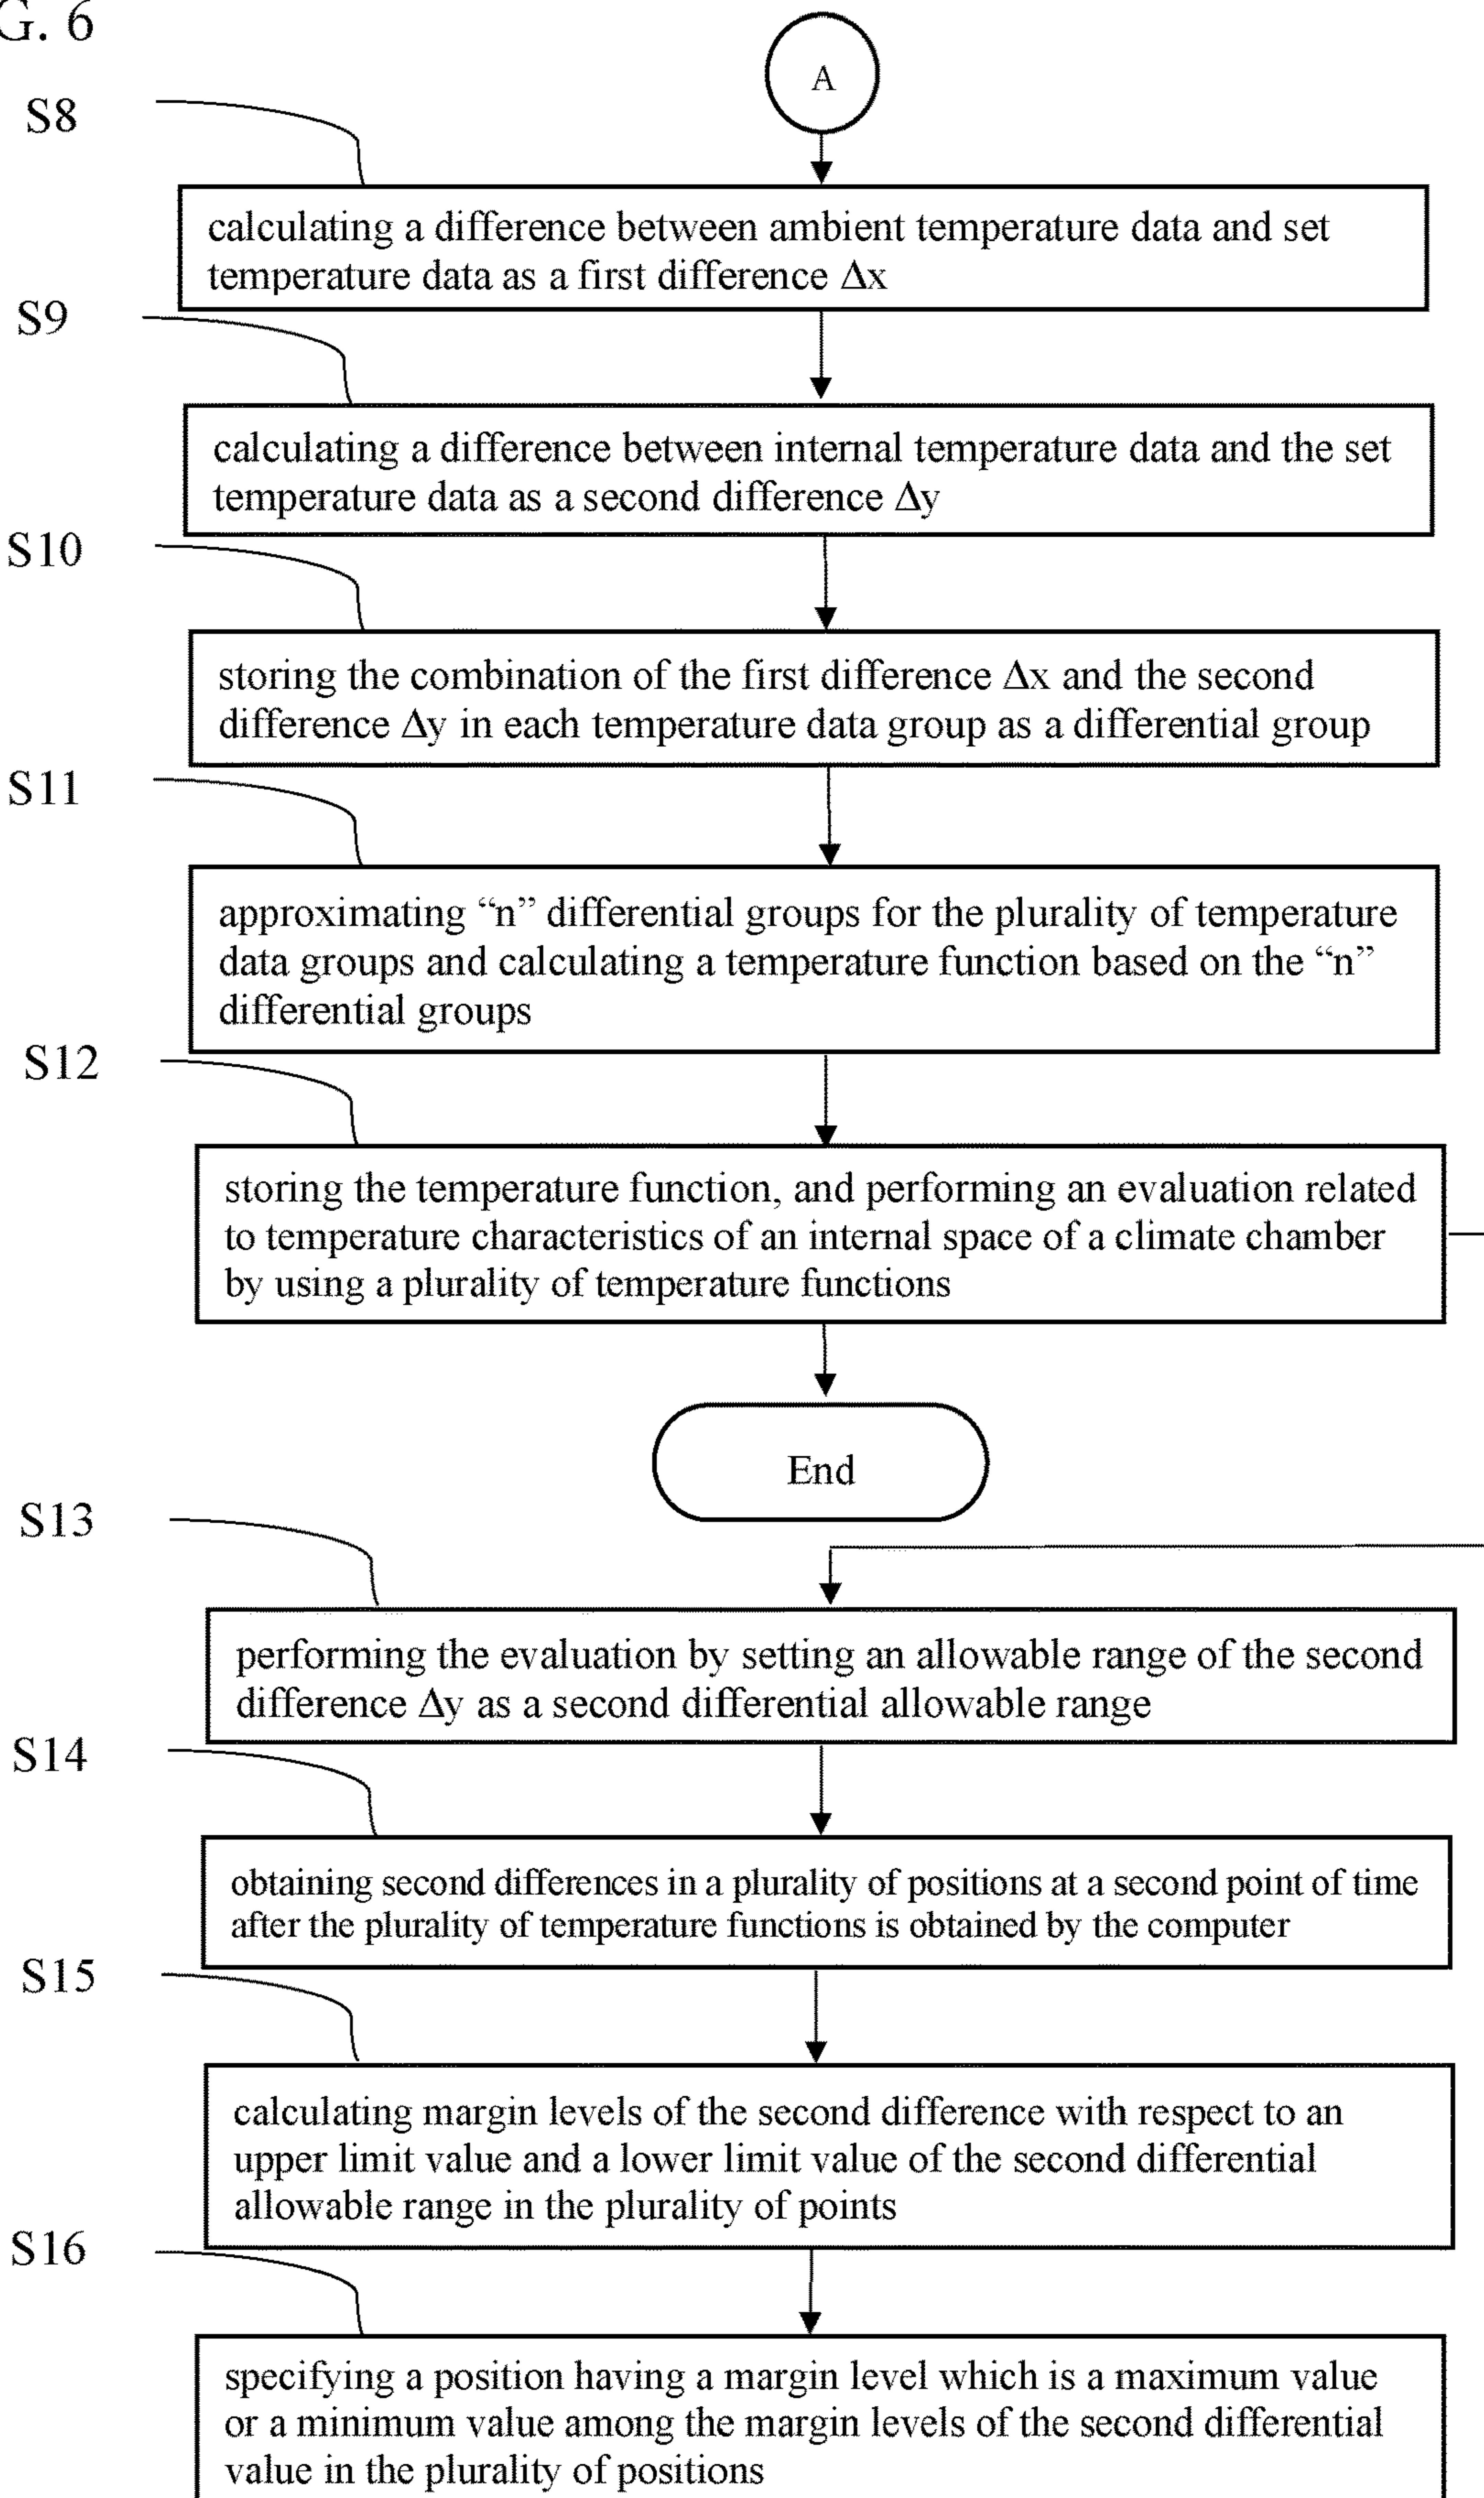 G. 6
A
S8
calculating a difference between ambient temperature data and set
temperature data as a first difference Δx
S9
calculating a difference between internal temperature data and the set
temperature data as a second difference Δy
S10
storing the combination of the first difference Δx and the second
difference Δy in each temperature data group as a differential group
S11
approximating “n” differential groups for the plurality of temperature
data groups and calculating a temperature function based on the “n”
differential groups
S12
storing the temperature function, and performing an evaluation related
to temperature characteristics of an internal space of a climate chamber
by using a plurality of temperature functions
End
S13
performing the evaluation by setting an allowable range of the second
difference Δy as a second differential allowable range
S14
obtaining second differences in a plurality of positions at a second point of time
after the plurality of temperature functions is obtained by the computer
S15
calculating margin levels of the second difference with respect to an
upper limit value and a lower limit value of the second differential
allowable range in the plurality of points
S16
specifying a position having a margin level which is a maximum value
or a minimum value among the margin levels of the second differential
value in the plurality of positions